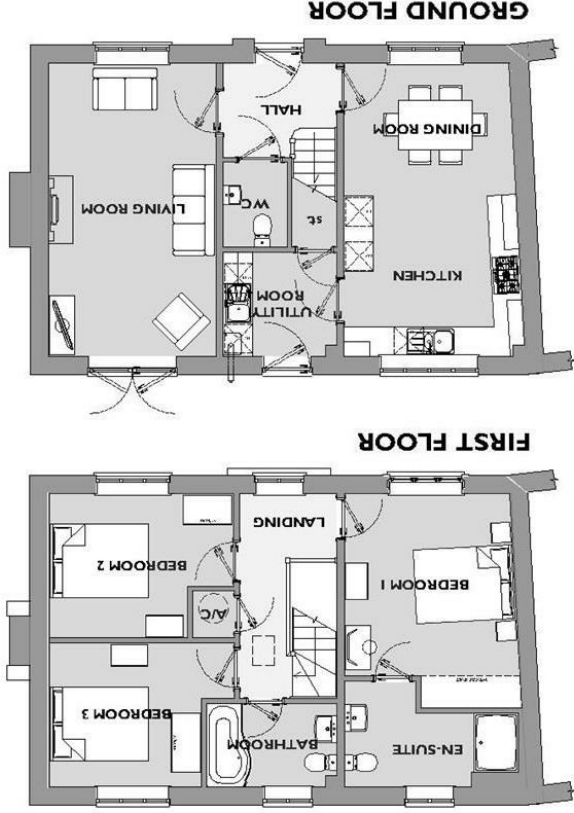 EN-SUITE
BATHROOM
BEDROOM 3
BEDROOM 1
A/C
BEDROOM 2
LANDING
FIRST FLOOR
UTILITY
ROOM
KITCHEN
st.
WC
LIVING ROOM
DINING ROOM
HALL
GROUND FLOOR